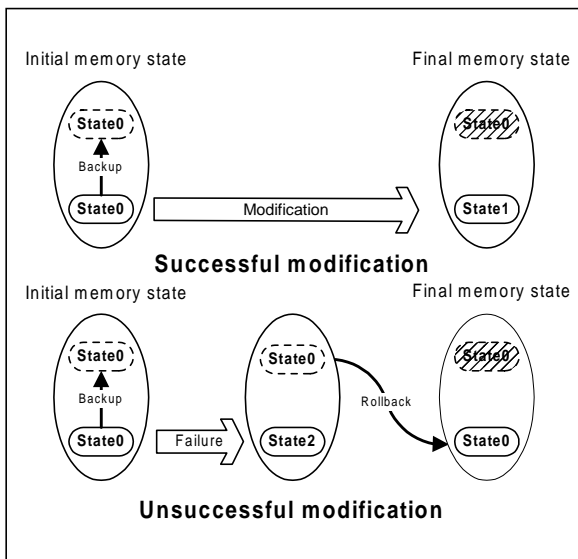 Initial memory state
Final memory state
State0
State0
Backup
State0
Modification
State1
Successful modification
Initial memory state
Final memory state
State0
State0
State0
Backup
Rollback
State0
Failure
State2
State0
Unsuccessful modification